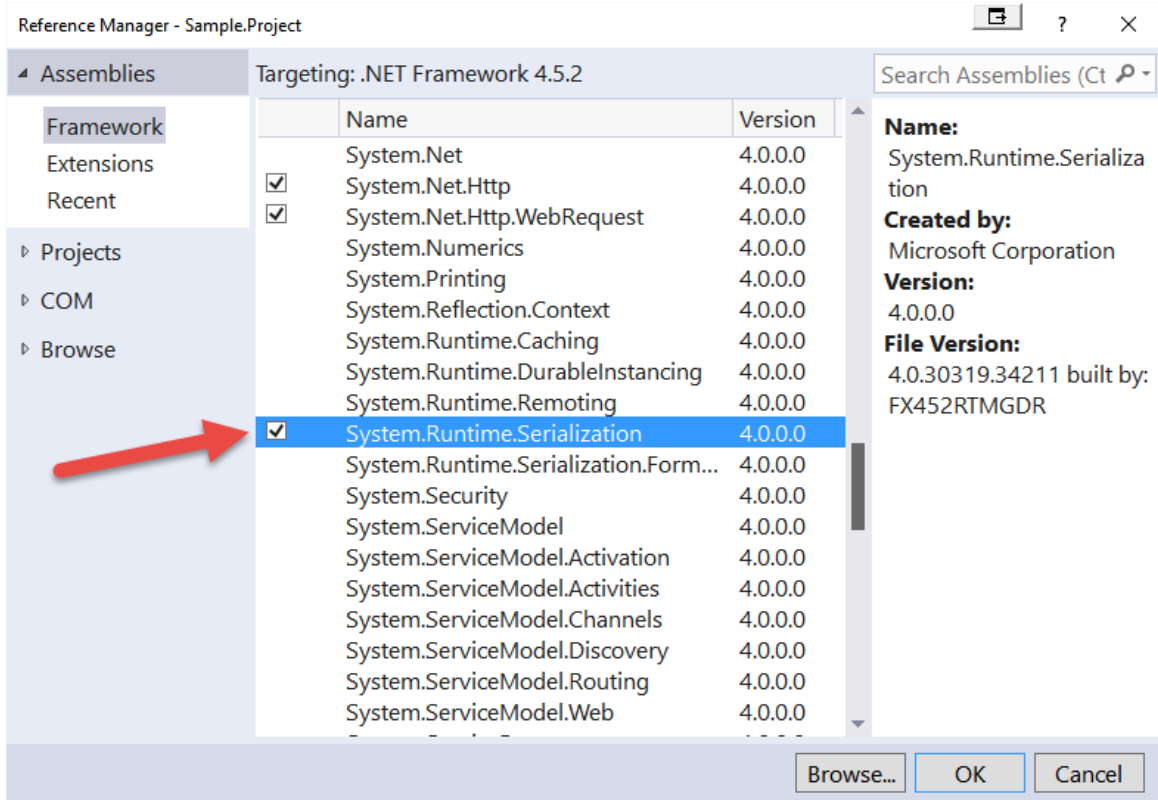 Reference Manager - Sample.Project
?
Assemblies
Targeting: .NET Framework 4.5.2
Search Assemblies (Ct
Framework
Extensions
Recent
Projects
COM
Browse
Name Version
System.Net 4.0.0.0
System.Net.Http 4.0.0.0
System.Net.Http.WebRequest 4.0.0.0
System.Numerics 4.0.0.0
System.Printing 4.0.0.0
System.Reflection.Context 4.0.0.0
System.Runtime.Caching 4.0.0.0
System.Runtime.DurableInstancing 4.0.0.0
System.Runtime.Remoting 4.0.0.0
System.Runtime.Serialization 4.0.0.0
System.Runtime.Serialization.Form... 4.0.0.0
System.Security 4.0.0.0
System.ServiceModel 4.0.0.0
System.ServiceModel.Activation 4.0.0.0
System.ServiceModel.Activities 4.0.0.0
System.ServiceModel.Channels 4.0.0.0
System.ServiceModel.Discovery 4.0.0.0
System.ServiceModel.Routing 4.0.0.0
System.ServiceModel.Web 4.0.0.0
Name:
System.Runtime.Serializa
tion
Created by:
Microsoft Corporation
Version:
4.0.0.0
File Version:
4.0.30319.34211 built by:
FX452RTMGDR
Browse... OK Cancel